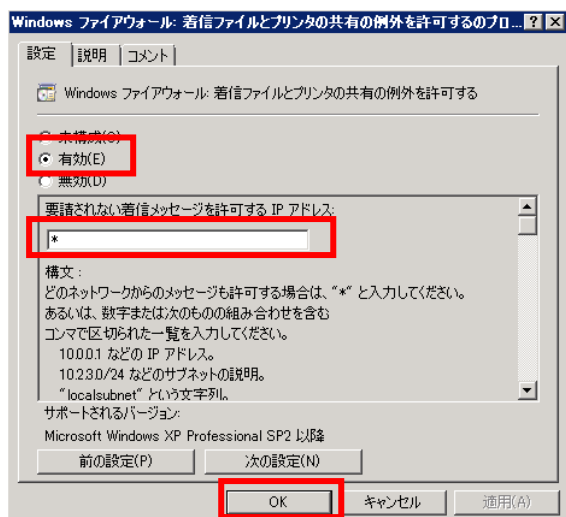 Windows ファイアウォール: 着信ファイルとプリンタの共有の例外を許可するのプロ...
設定 説明 コメント
Windows ファイアウォール: 着信ファイルとプリンタの共有の例外を許可する
未構成(C)
有効(E)
無効(D)
要請されない着信メッセージを許可する IP アドレス:
*
構文:
どのネットワークからのメッセージも許可する場合は、"*" と入力してください。
あるいは、数字または次のものの組み合わせを含む
コンマで区切られた一覧を入力してください。
10.0.0.1 などの IP アドレス。
10.2.3.0/24 などのサブネットの説明。
"localsubnet" という文字列。
サポートされるバージョン:
Microsoft Windows XP Professional SP2 以降
前の設定(P) 次の設定(N)
OK キャンセル 適用(A)